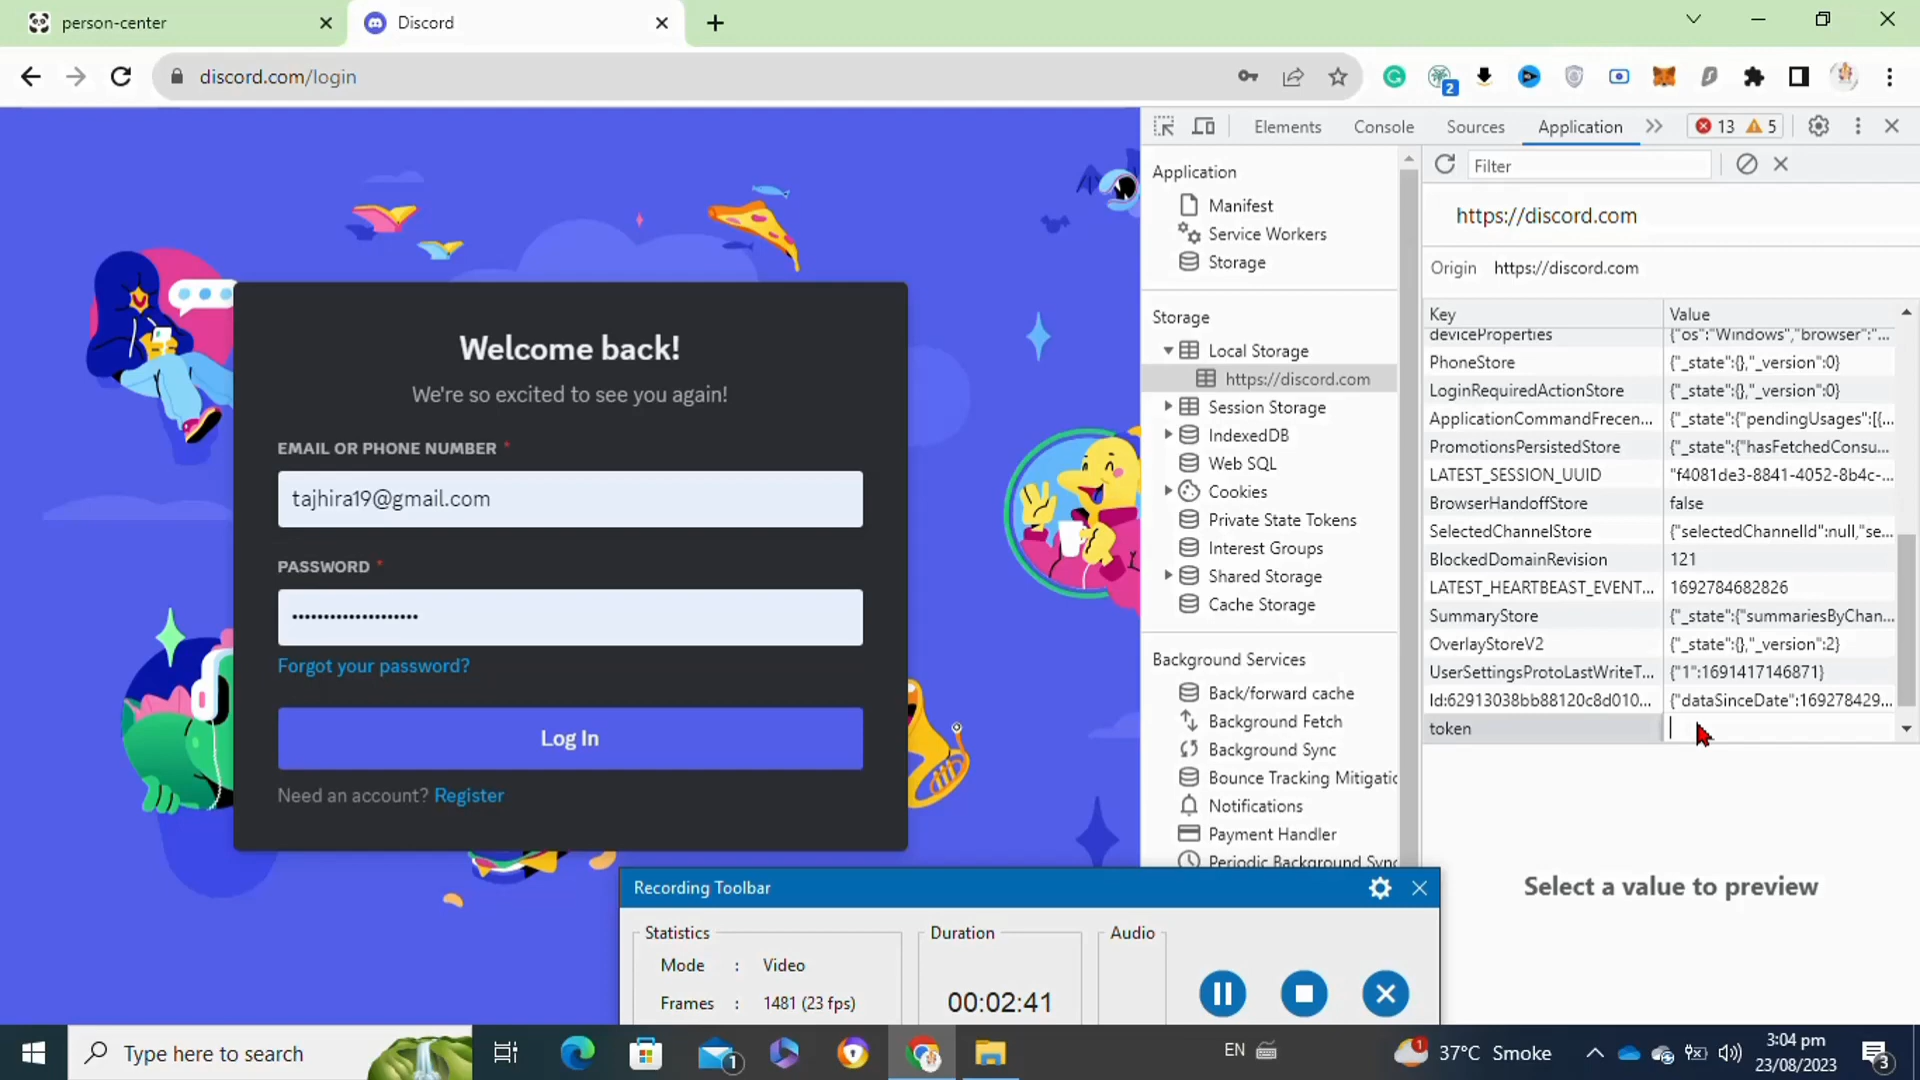 person-center
Discord
discord.com/login
2
Elements
Console
Sources
Application
13
5
Filter
Application
Manifest
Service Workers
Storage
https://discord.com
Origin
https://discord.com
Storage
Local Storage
https://discord.com
Session Storage
IndexedDB
Web SQL
Cookies
Private State Tokens
Interest Groups
Shared Storage
Cache Storage
Background Services
Back/forward cache
Background Fetch
Background Sync
Bounce Tracking Mitigatic
Notifications
Payment Handler
Periodic Background Sync
Key
Value
deviceProperties
{"os":"Windows","browser":"...
PhoneStore
{"_state":{},"_version":0}
LoginRequiredActionStore
{"_state":{},"_version":0}
ApplicationCommandFrecen...
{"_state":{"pendingUsages":[{...
PromotionsPersistedStore
{"_state":{"hasFetchedConsu...
LATEST_SESSION_UUID
"f4081de3-8841-4052-8b4c-...
BrowserHandoffStore
false
SelectedChannelStore
{"selectedChannelId":null,"se...
BlockedDomainRevision
121
LATEST_HEARTBEAST_EVENT...
1692784682826
SummaryStore
{"_state":{"summariesByChan...
OverlayStoreV2
{"_state":{},"_version":2}
UserSettingsProtoLastWriteT...
{"1":1691417146871}
Id:62913038bb88120c8d010...
{"dataSinceDate":169278429...
token
Select a value to preview
Welcome back!
We're so excited to see you again!
EMAIL OR PHONE NUMBER *
tajhira19@gmail.com
PASSWORD *
••••••••••••••••••••
Forgot your password?
Log In
Need an account? Register
Recording Toolbar
Statistics
Mode : Video
Frames : 1481 (23 fps)
Duration
00:02:41
Audio
Type here to search
1
EN
1
37°C Smoke
3:04 pm
23/08/2023
3